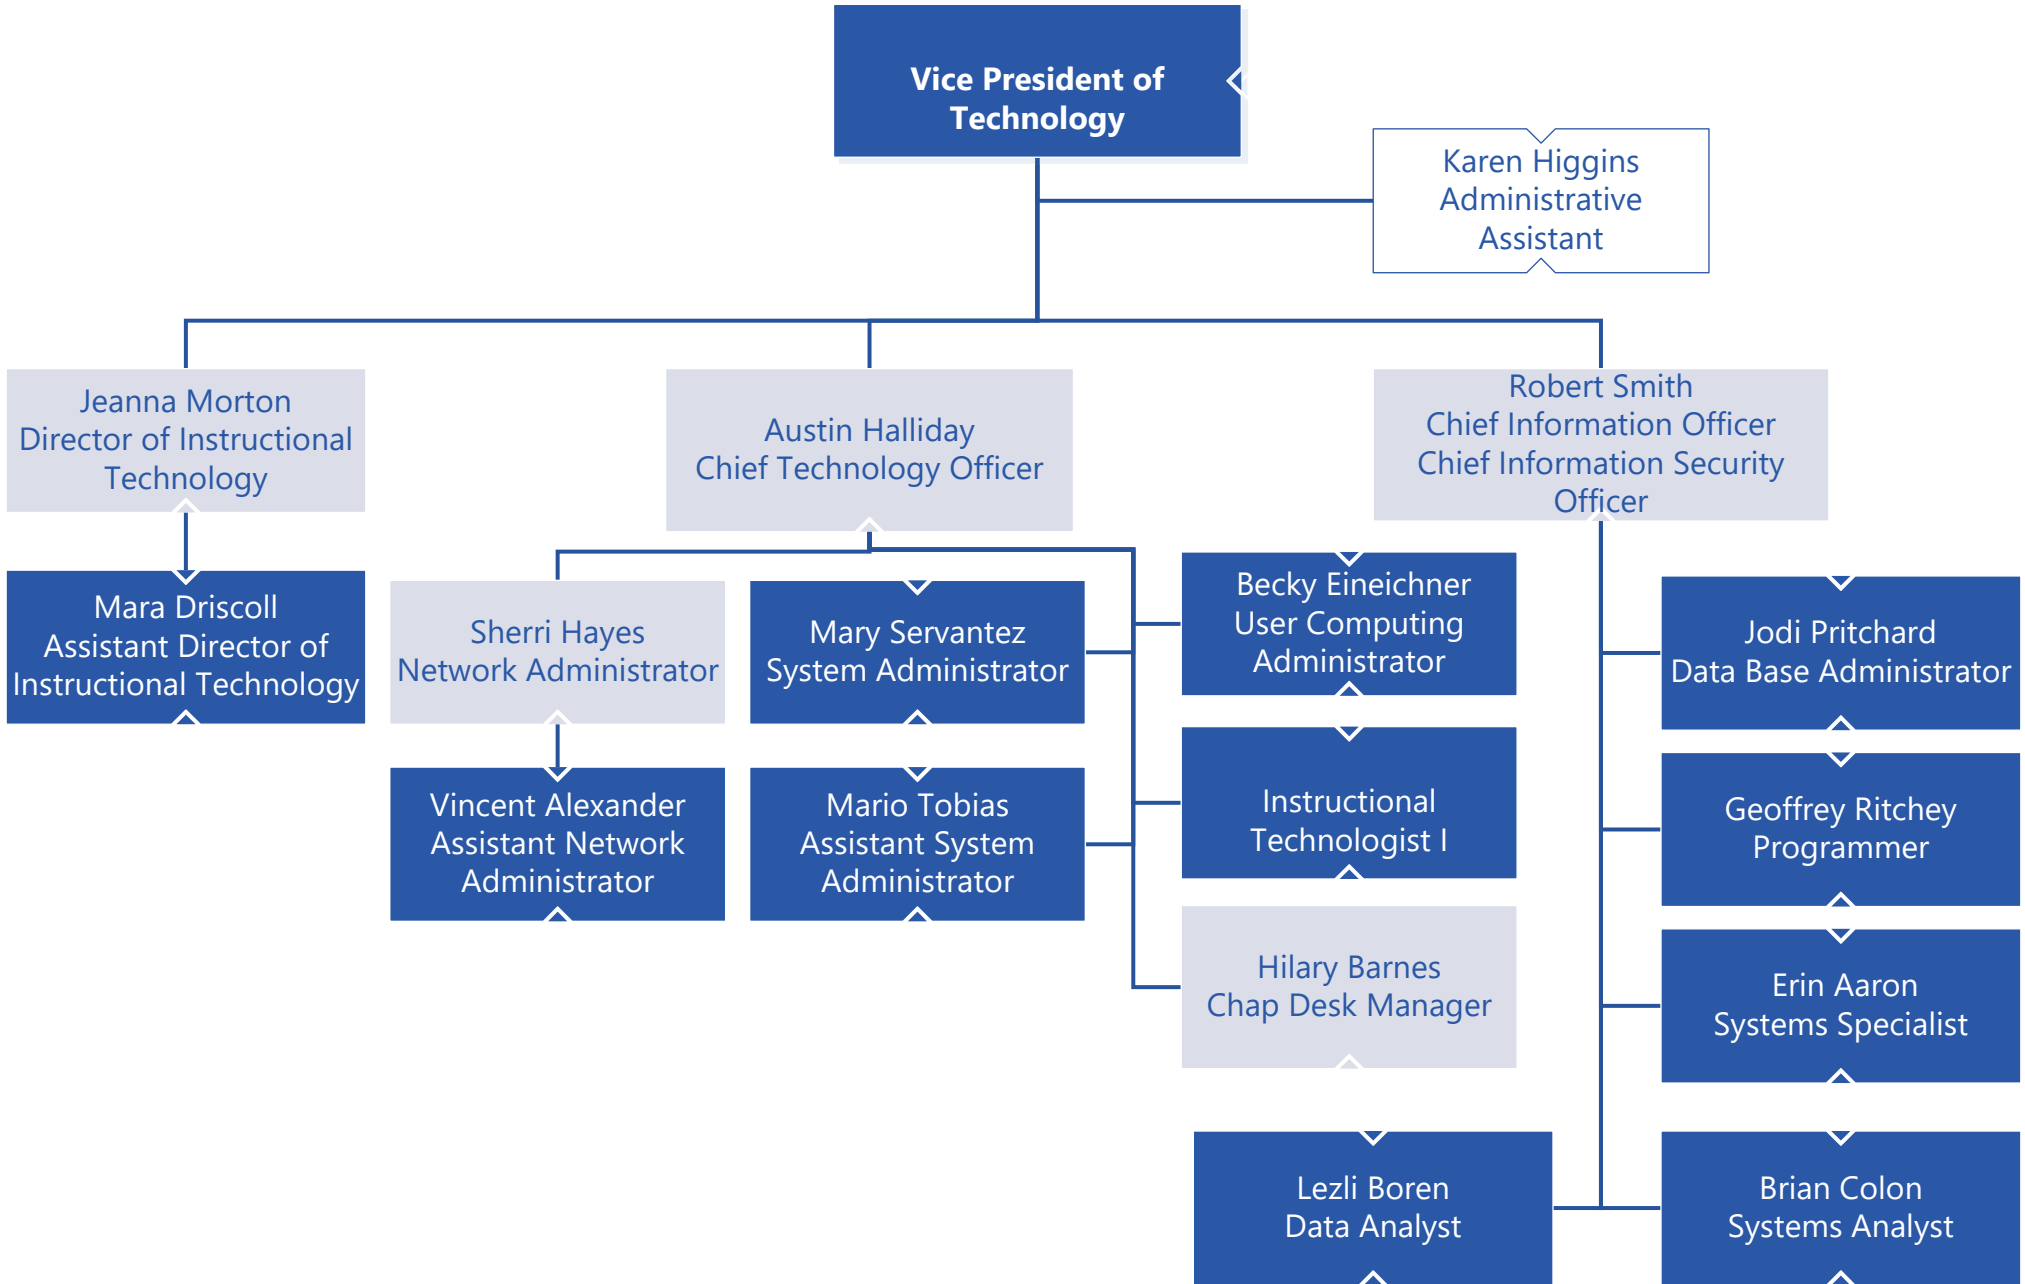 Vice President of
Technology
Karen Higgins
Administrative
Assistant
Jeanna Morton
Director of Instructional
Technology
Austin Halliday
Chief Technology Officer
Robert Smith
Chief Information Officer
Chief Information Security
Officer
Mara Driscoll
Assistant Director of
Instructional Technology
Sherri Hayes
Network Administrator
Mary Servantez
System Administrator
Becky Eineichner
User Computing
Administrator
Jodi Pritchard
Data Base Administrator
Vincent Alexander
Assistant Network
Administrator
Mario Tobias
Assistant System
Administrator
Instructional
Technologist I
Geoffrey Ritchey
Programmer
Hilary Barnes
Chap Desk Manager
Erin Aaron
Systems Specialist
Lezli Boren
Data Analyst
Brian Colon
Systems Analyst